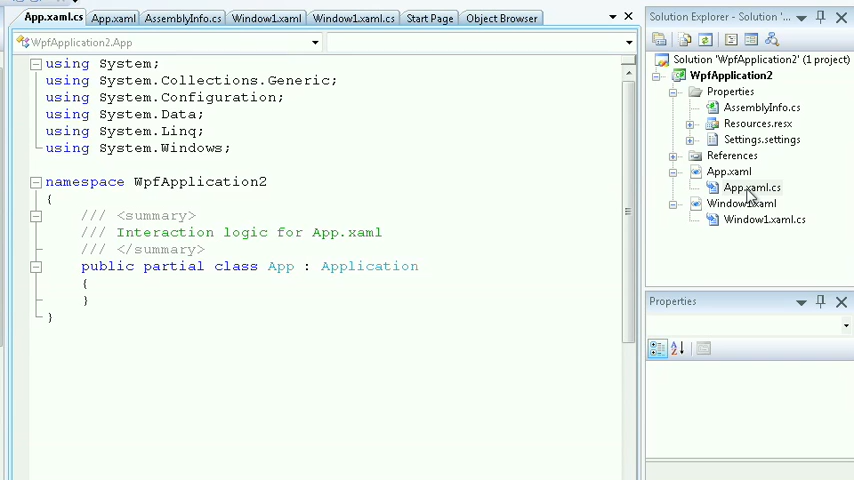 App.xaml.cs App.xaml AssemblyInfo.cs Window1.xaml Window1.xaml.cs Start Page Object Browser
WpfApplication2.App
using System;
using System.Collections.Generic;
using System.Configuration;
using System.Data;
using System.Linq;
using System.Windows;
namespace WpfApplication2
{
/// <summary>
/// Interaction logic for App.xaml
/// </summary>
public partial class App : Application
{
}
}
Solution Explorer - Solution '...
Solution 'WpfApplication2' (1 project)
WpfApplication2
Properties
AssemblyInfo.cs
Resources.resx
Settings.settings
References
App.xaml
App.xaml.cs
Window1.xaml
Window1.xaml.cs
Properties